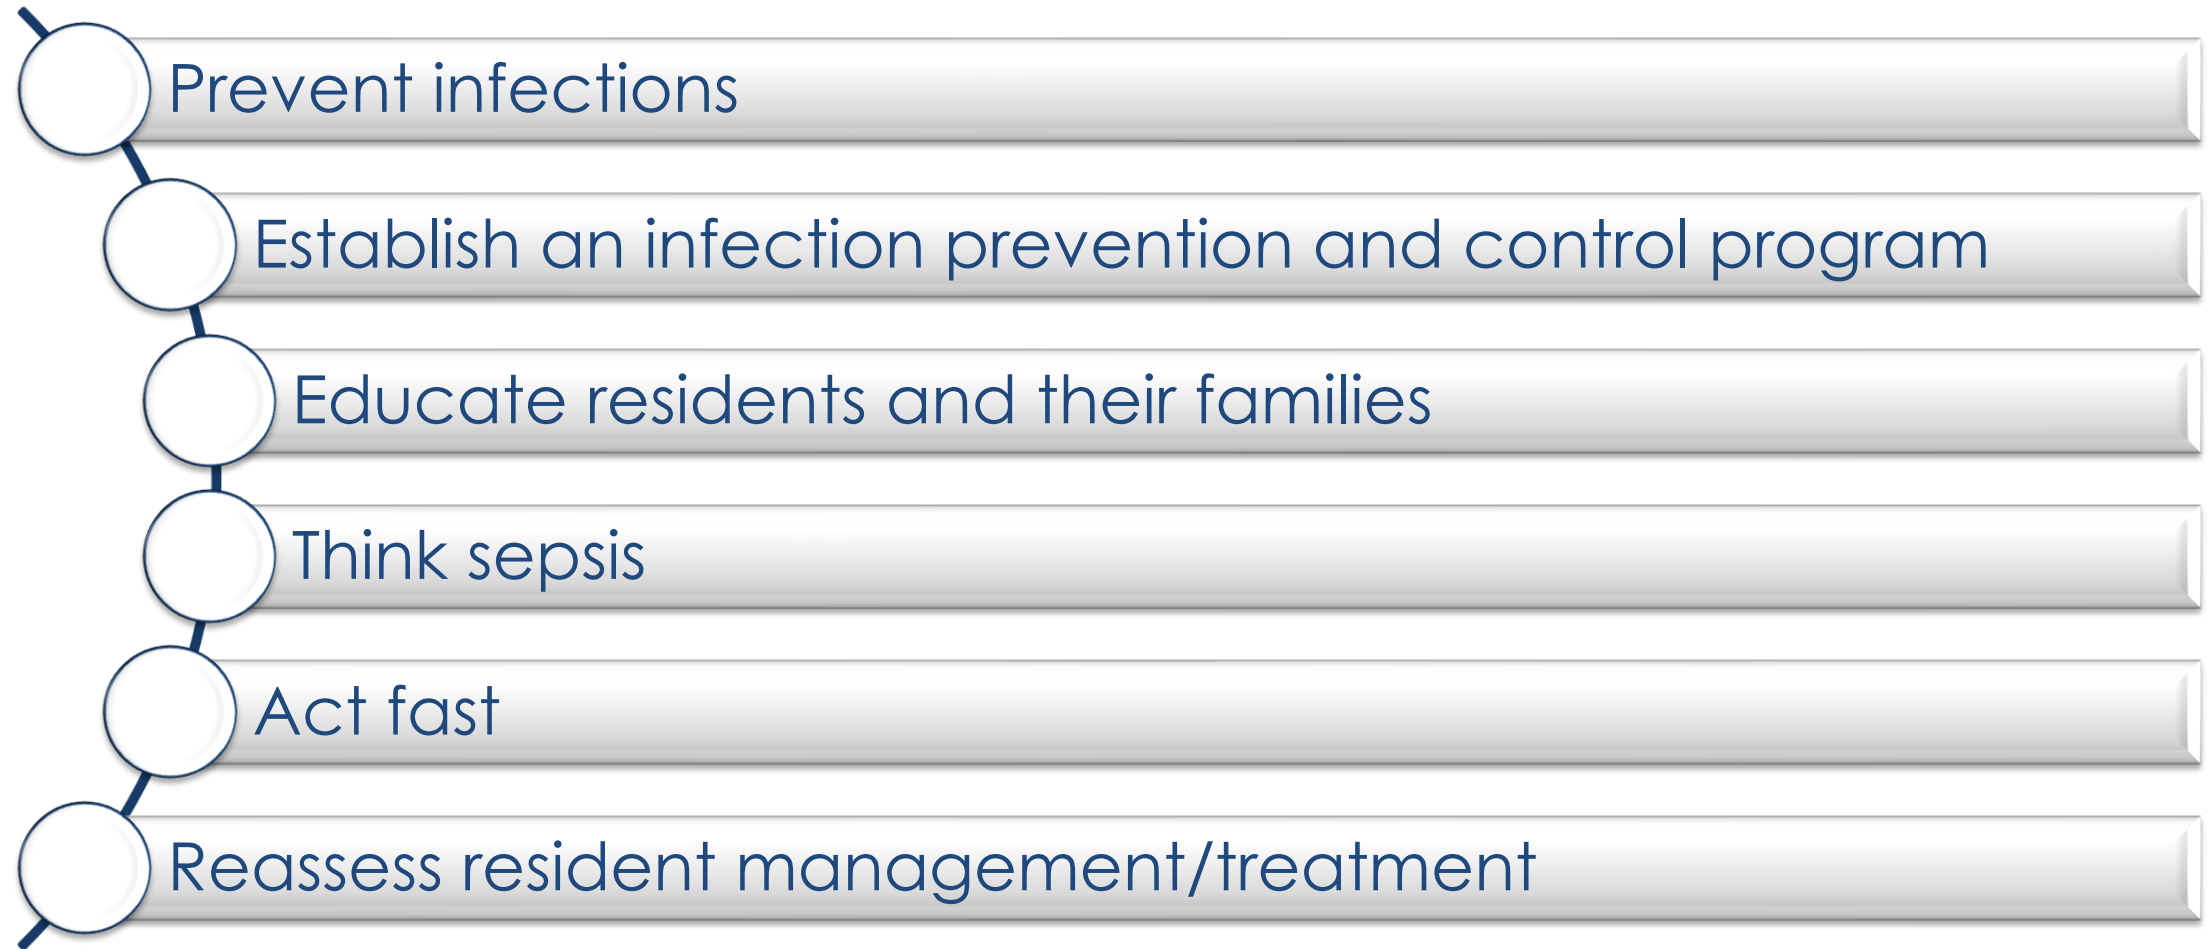 Prevent infections
Establish an infection prevention and control program
Educate residents and their families
Think sepsis
Act fast
Reassess resident management/treatment